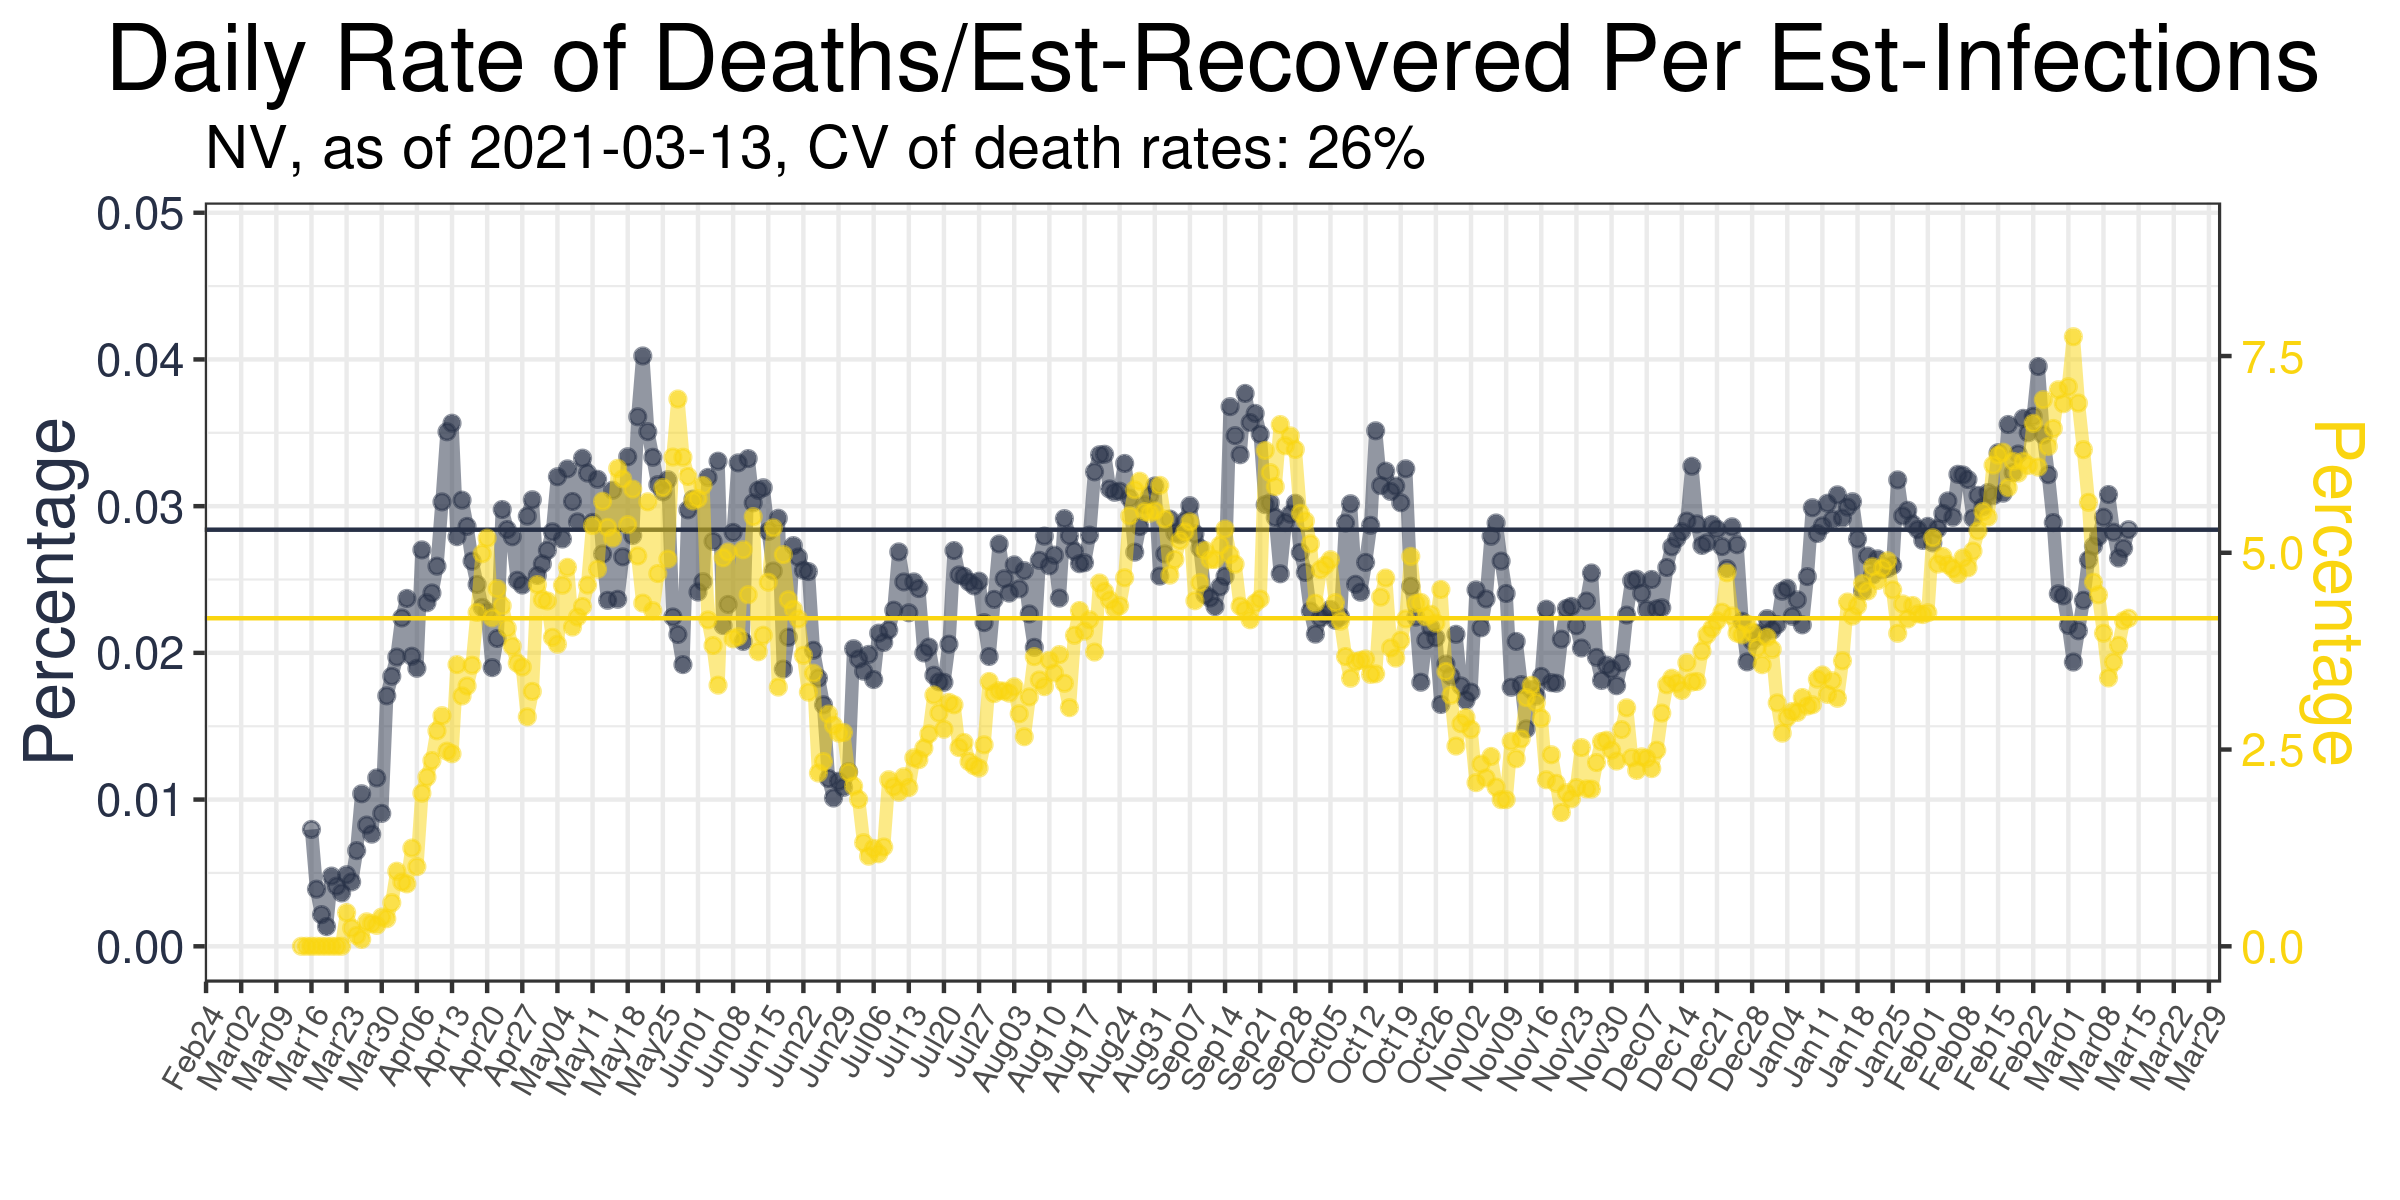 Daily Rate of Deaths/Est-Recovered Per Est-Infections
NV, as of 2021-03-13, CV of death rates: 26%
Percentage
0.05
0.04
0.03
0.02
0.01
0.00
7.5
5.0
2.5
0.0
Percentage
Feb24
Mar02
Mar09
Mar16
Mar23
Mar30
Apr06
Apr13
Apr20
Apr27
May04
May11
May18
May25
Jun01
Jun08
Jun15
Jun22
Jun29
Jul06
Jul13
Jul20
Jul27
Aug03
Aug10
Aug17
Aug24
Aug31
Sep07
Sep14
Sep21
Sep28
Oct05
Oct12
Oct19
Oct26
Nov02
Nov09
Nov16
Nov23
Nov30
Dec07
Dec14
Dec21
Dec28
Jan04
Jan11
Jan18
Jan25
Feb01
Feb08
Feb15
Feb22
Mar01
Mar08
Mar15
Mar22
Mar29